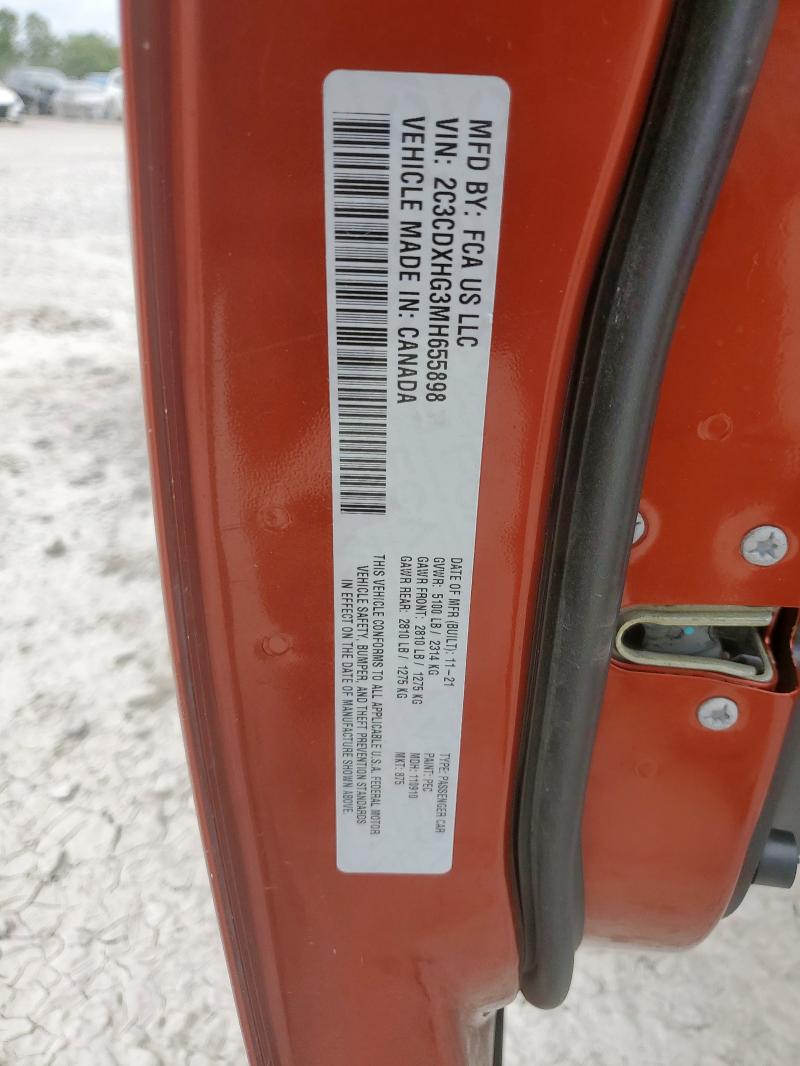 MFD BY: FCA US LLC
VIN: 2C3CDXHG3MH655898
VEHICLE MADE IN: CANADA
DATE OF MFR (BUILT): 11-21
GVWR: 5100 LB / 2314 KG
GAWR FRONT: 2810 LB / 1275 KG
GAWR REAR: 2810 LB / 1275 KG
TYPE: PASSENGER CAR
PAINT: PEC
MDH: 110910
MKT: 875
THIS VEHICLE CONFORMS TO ALL APPLICABLE U.S.A. FEDERAL MOTOR
VEHICLE SAFETY, BUMPER, AND THEFT PREVENTION STANDARDS
IN EFFECT ON THE DATE OF MANUFACTURE SHOWN ABOVE.